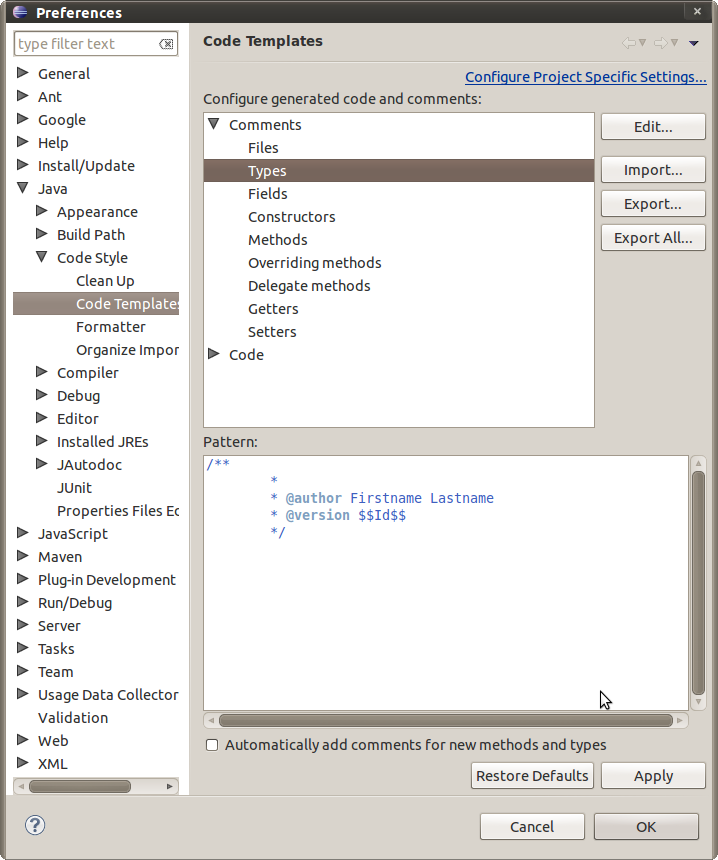 Preferences
type filter text
General
Ant
Google
Help
Install/Update
Java
Appearance
Build Path
Code Style
Clean Up
Code Templates
Formatter
Organize Impor
Compiler
Debug
Editor
Installed JREs
JAutodoc
JUnit
Properties Files Ec
JavaScript
Maven
Plug-in Development
Run/Debug
Server
Tasks
Team
Usage Data Collector
Validation
Web
XML
Code Templates
Configure Project Specific Settings...
Configure generated code and comments:
Comments
Files
Types
Fields
Constructors
Methods
Overriding methods
Delegate methods
Getters
Setters
Code
Edit...
Import...
Export...
Export All...
Pattern:
/**
*
* @author Firstname Lastname
* @version $$Id$$
*/
Automatically add comments for new methods and types
Restore Defaults
Apply
?
Cancel
OK